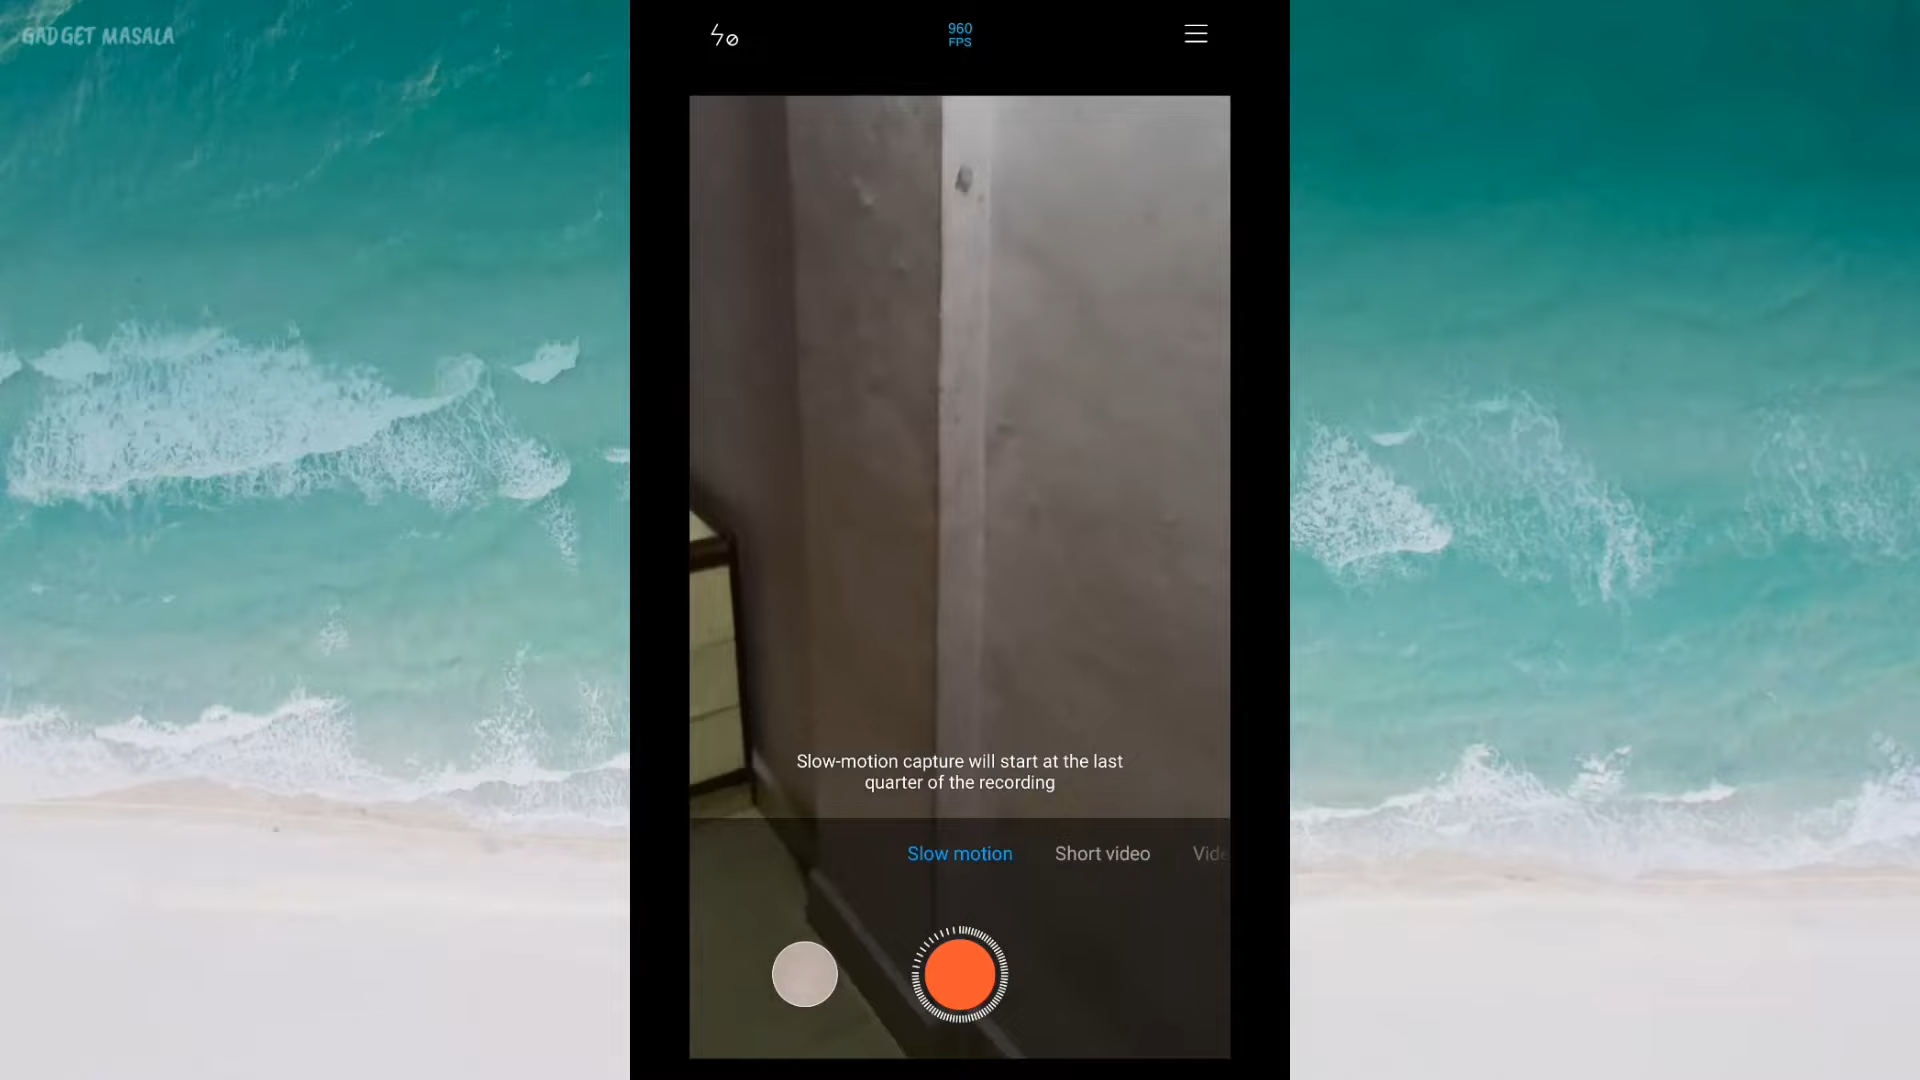 GADGET MASALA
960
FPS
Slow-motion capture will start at the last
quarter of the recording
Slow motion Short video Vide